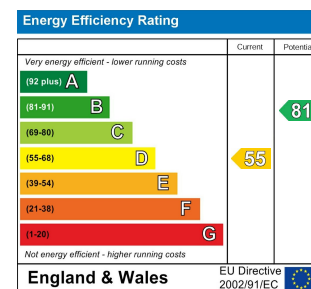 Energy Efficiency Rating
Current Potentia
Very energy efficient - lower running costs
(92 plus) A
(81-91) B
81
(69-80) C
(55-68) D
55
(39-54) E
(21-38) F
(1-20) G
Not energy efficient - higher running costs
England & Wales
EU Directive
2002/91/EC